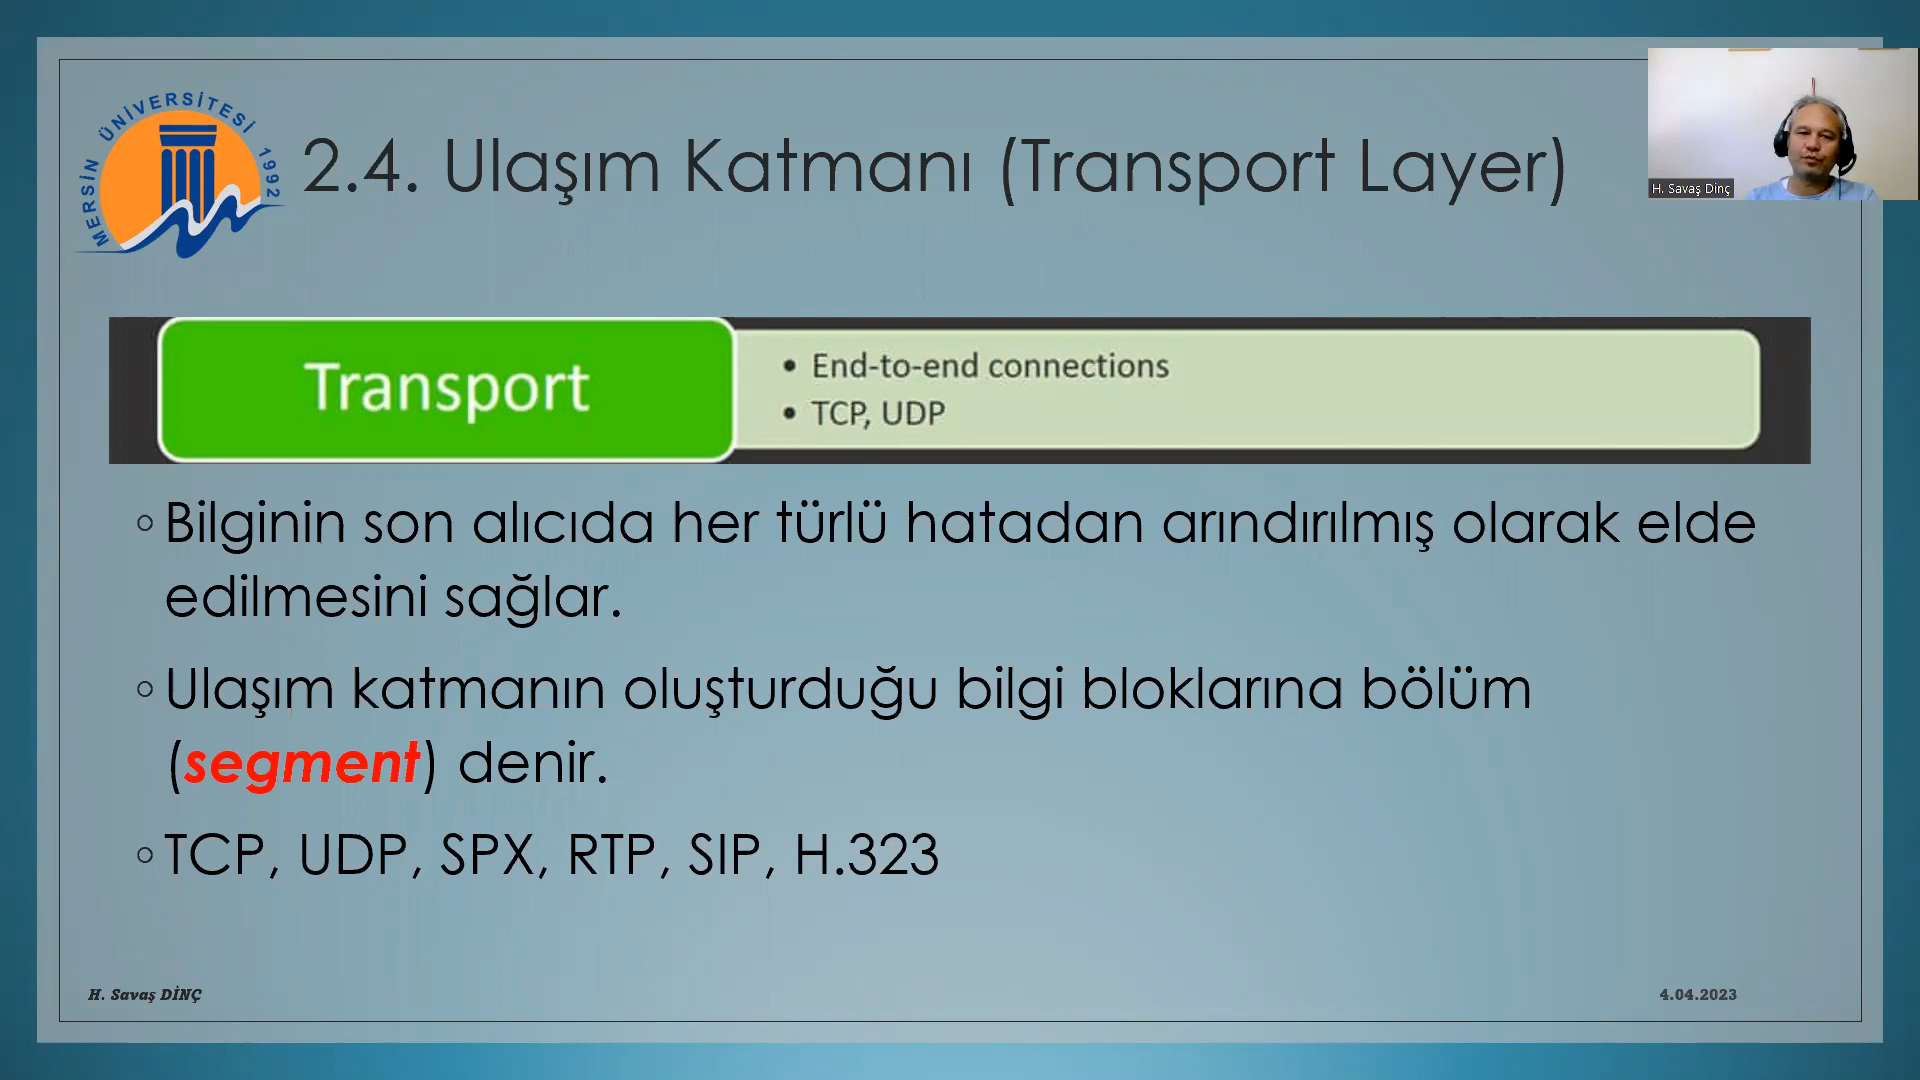 MERSİN ÜNİVERSİTESİ 1992
2.4. Ulaşım Katmanı (Transport Layer)
H. Savaş Dinç
Transport
• End-to-end connections
• TCP, UDP
◦ Bilginin son alıcıda her türlü hatadan arındırılmış olarak elde
edilmesini sağlar.
◦ Ulaşım katmanın oluşturduğu bilgi bloklarına bölüm
(segment) denir.
◦ TCP, UDP, SPX, RTP, SIP, H.323
H. Savaş DİNÇ
4.04.2023